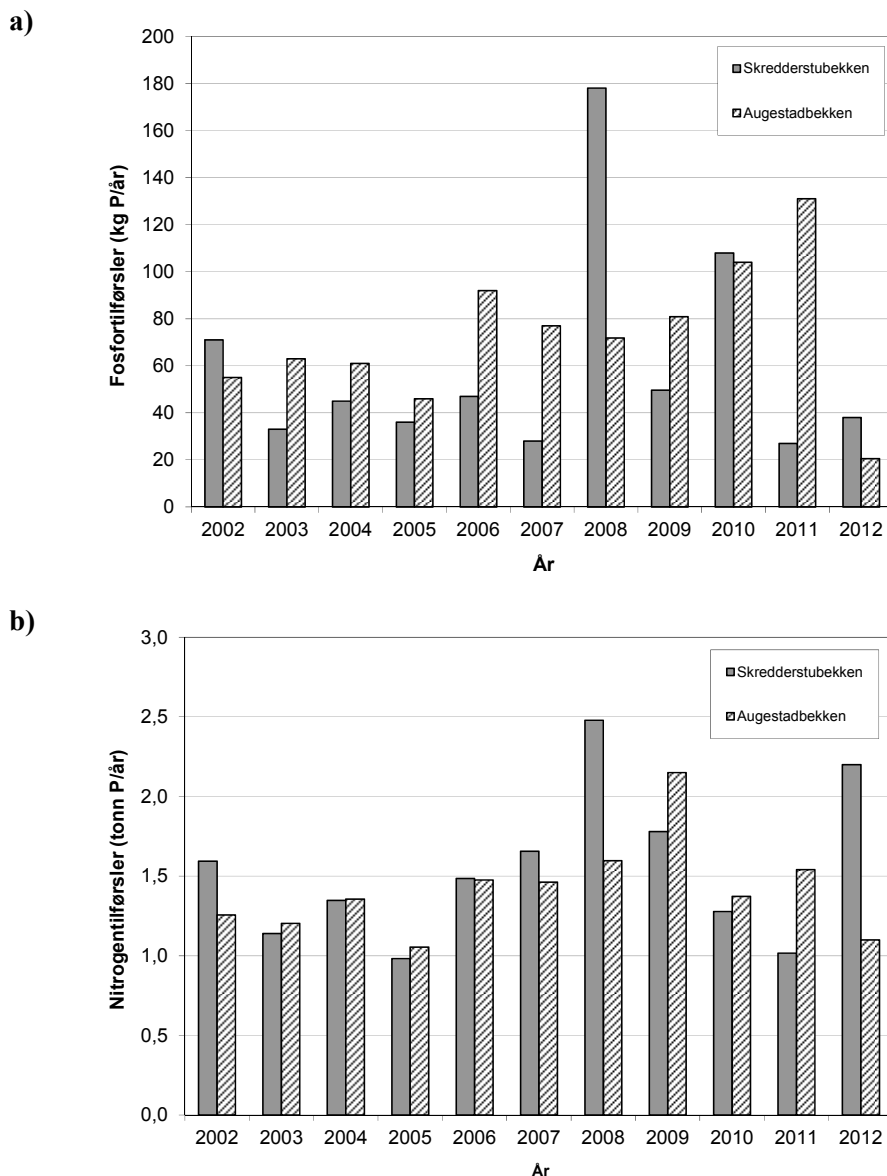 a)
200
180
160
140
120
100
80
60
40
20
0
Fosfortilførsler (kg P/år)
Skredderstubekken
Augestadbekken
2002 2003 2004 2005 2006 2007 2008 2009 2010 2011 2012
År
b)
3,0
2,5
2,0
1,5
1,0
0,5
0,0
Nitrogentilførsler (tonn P/år)
Skredderstubekken
Augestadbekken
2002 2003 2004 2005 2006 2007 2008 2009 2010 2011 2012
År